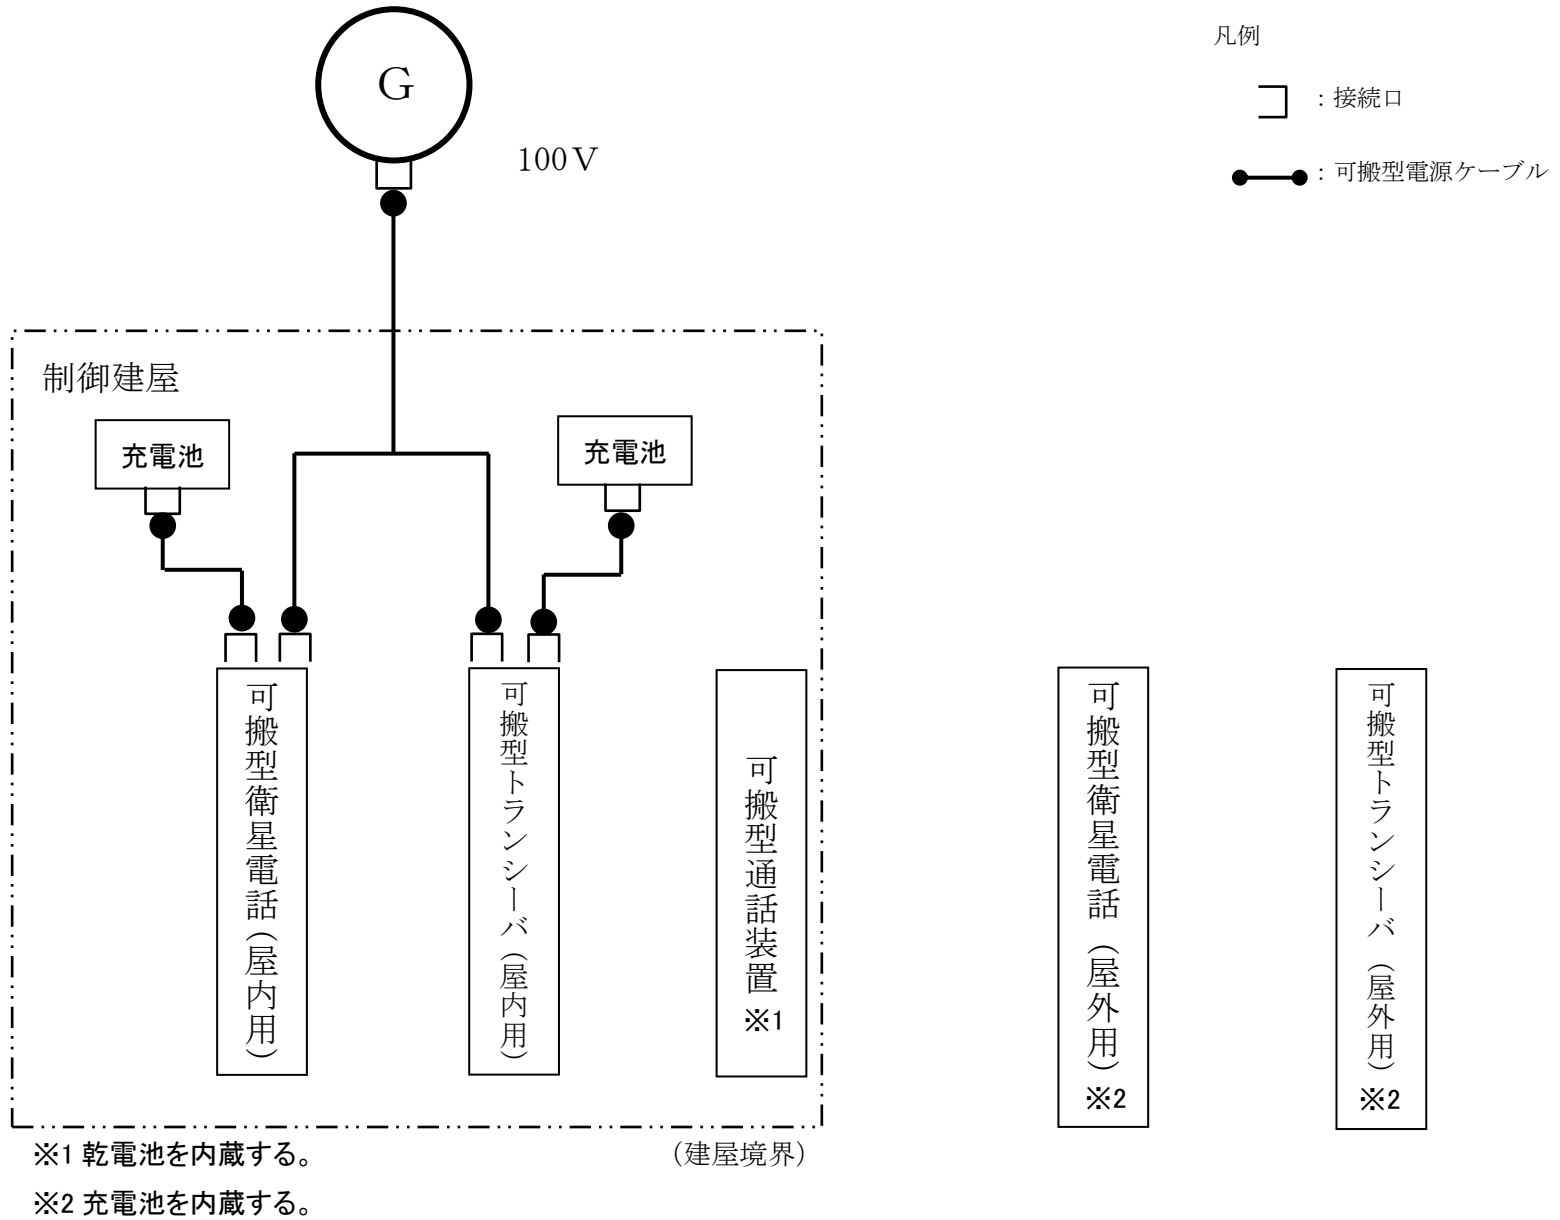 G
100V
凡例
：接続口
：可搬型電源ケーブル
制御建屋
充電池
充電池
可搬型衛星電話（屋内用）
可搬型トランシーバ（屋内用）
可搬型通話装置
※1
可搬型衛星電話（屋外用）
※2
可搬型トランシーバ（屋外用）
※2
※1 乾電池を内蔵する。
（建屋境界）
※2 充電池を内蔵する。